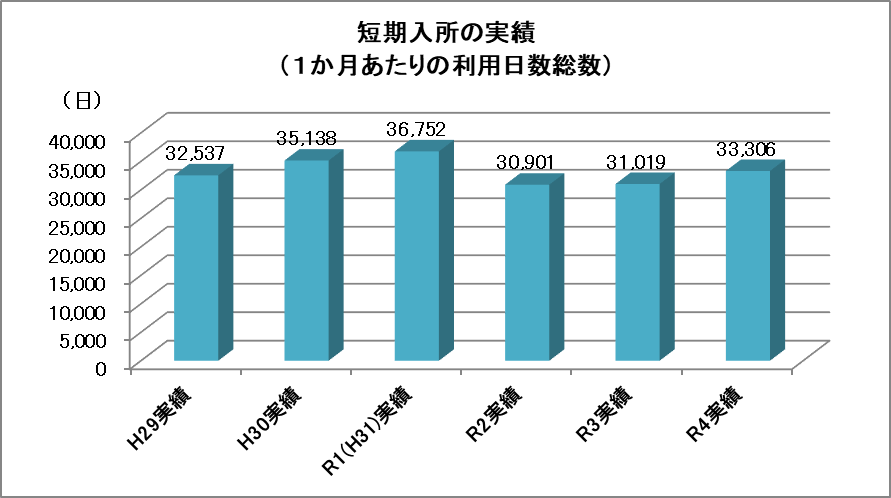 短期入所の実績
（１か月あたりの利用日数総数）
（日）
40,000
35,000
30,000
25,000
20,000
15,000
10,000
5,000
0
32,537
35,138
36,752
30,901
31,019
33,306
H29実績
H30実績
R1(H31)実績
R2実績
R3実績
R4実績